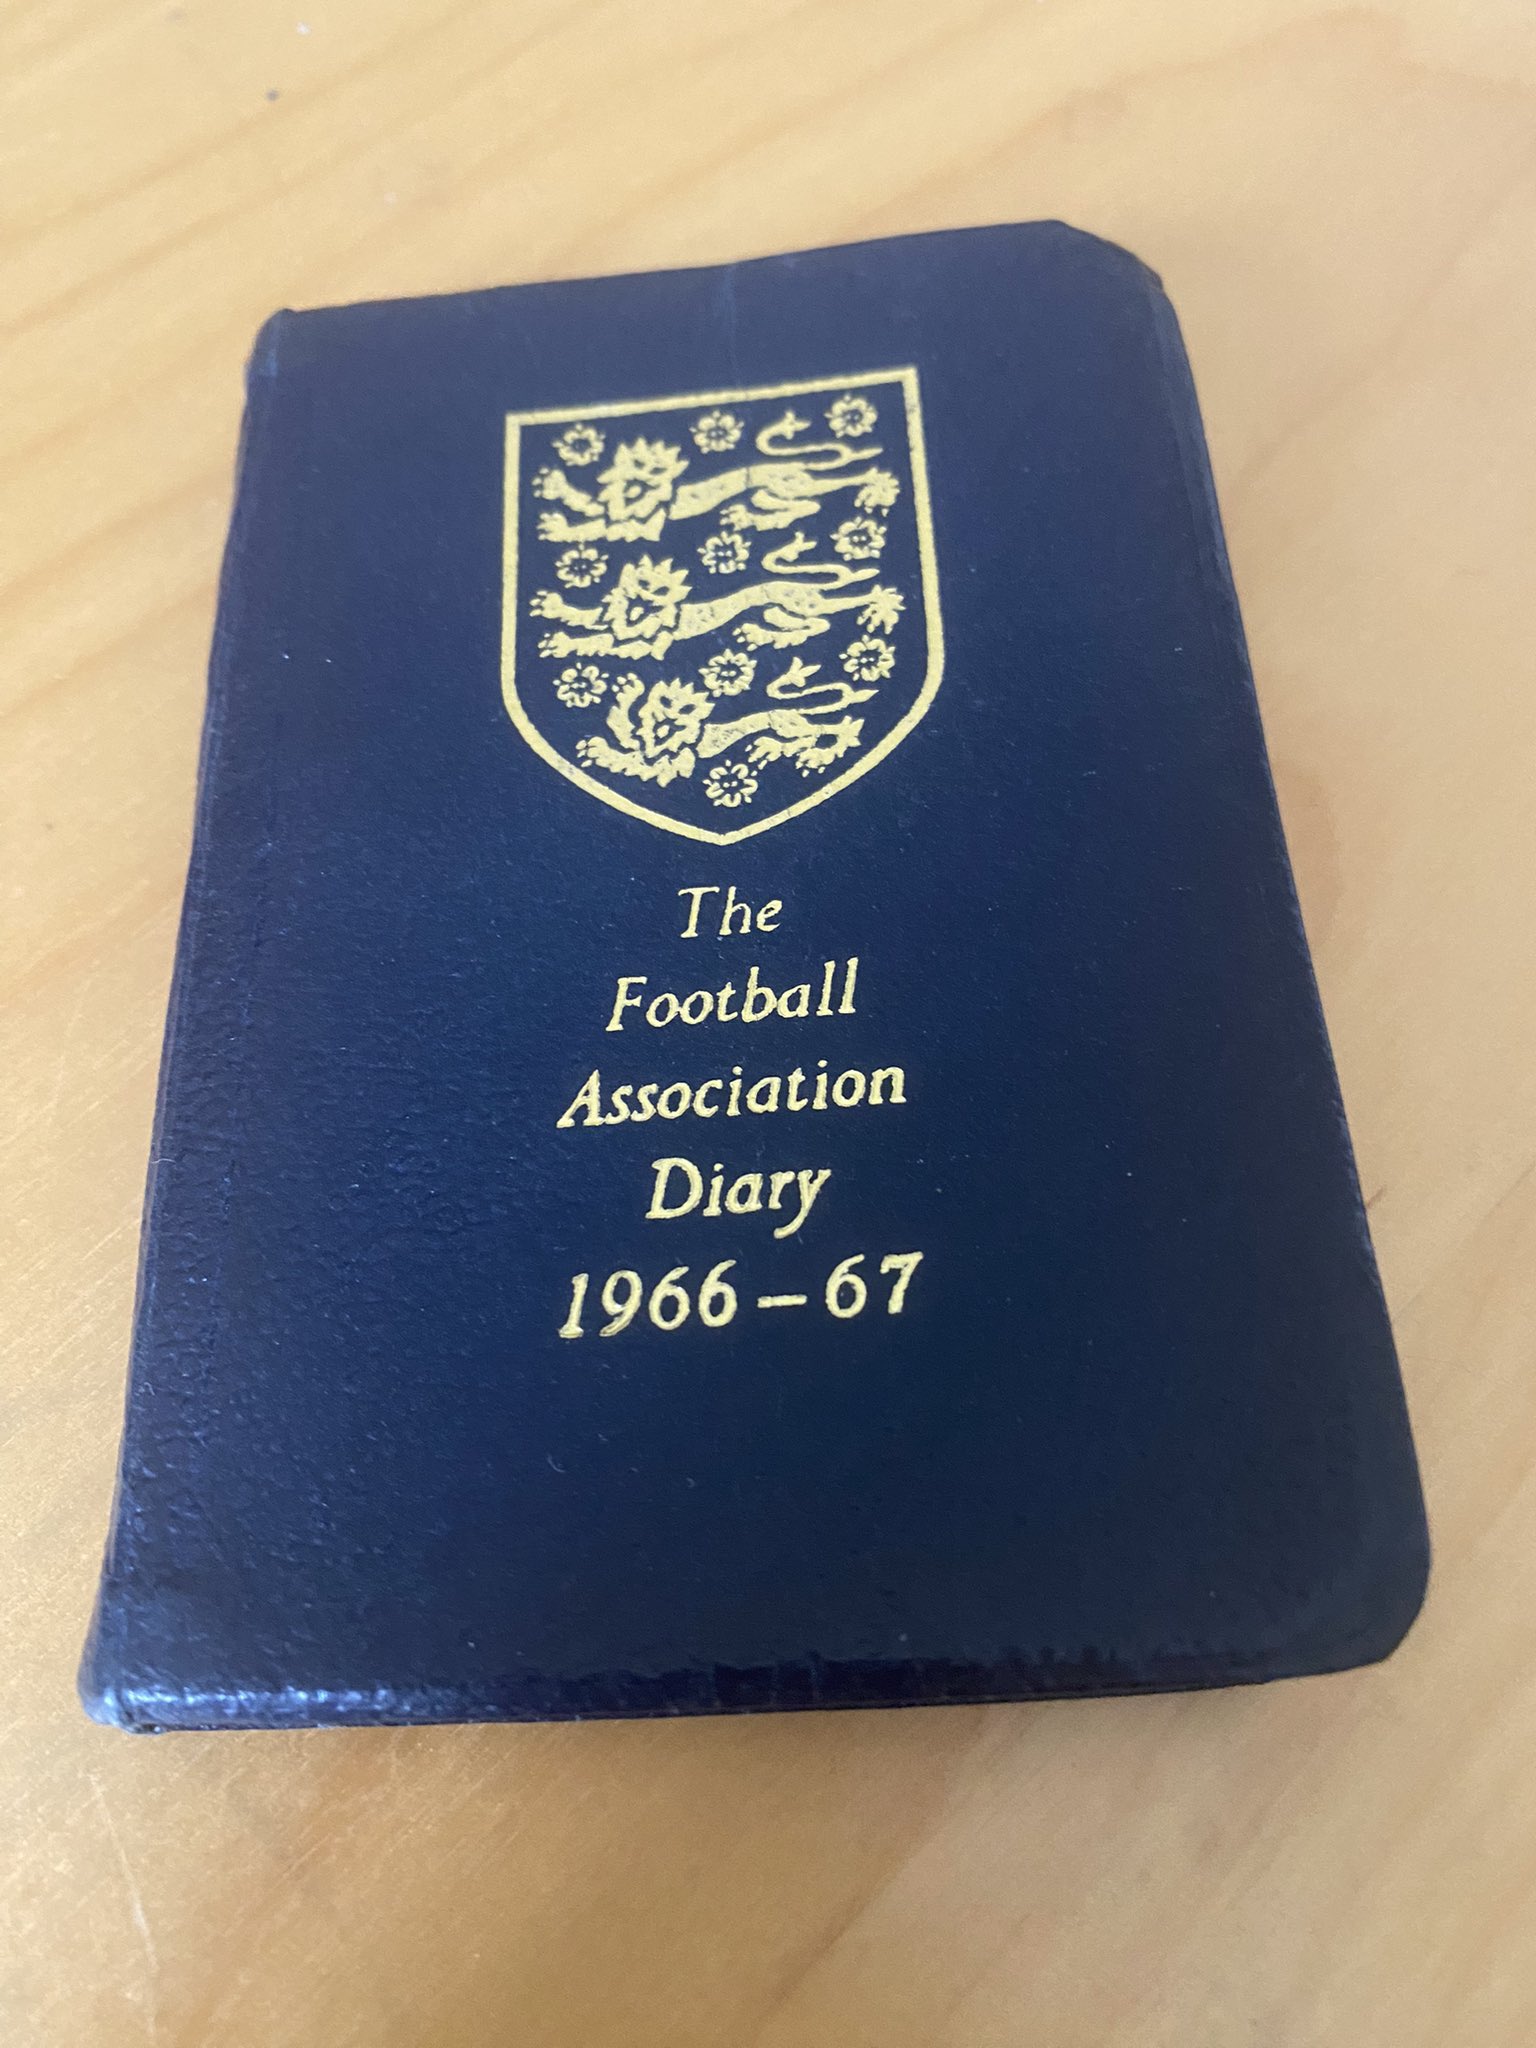 The
Football
Association
Diary
1966–67